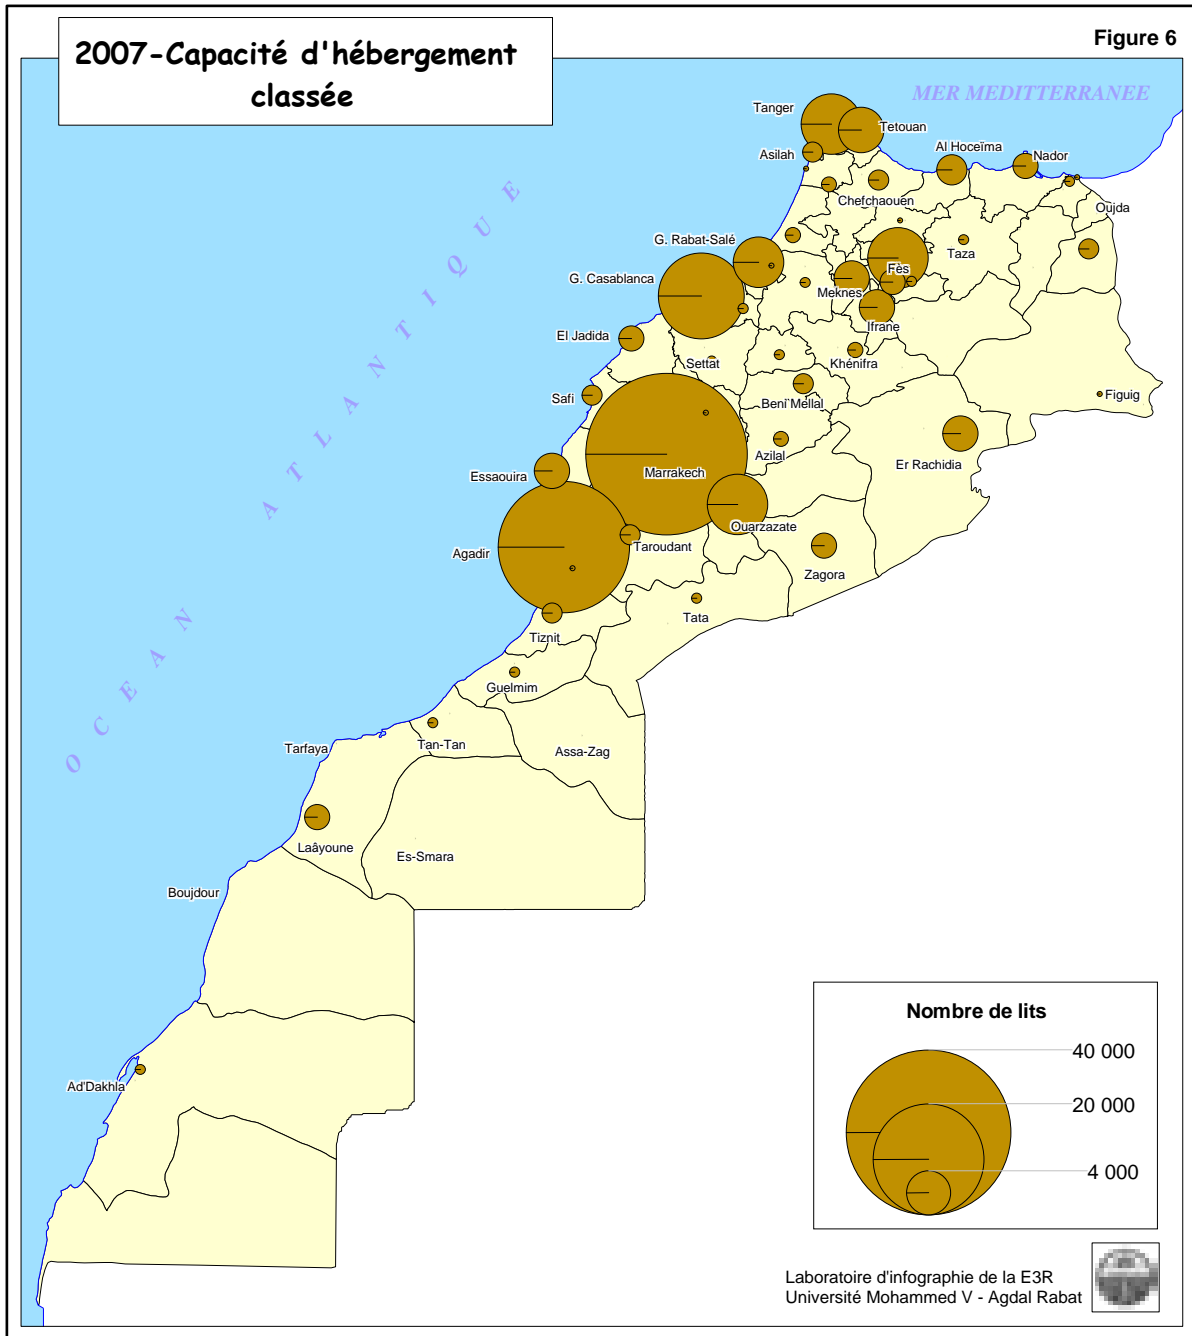 Figure 6
2007-Capacité d'hébergement
classée
MER MEDITTERRANEE
OCEAN ATLANTIQUE
Tanger
Tetouan
Asilah
Al Hoceïma
Nador
Chefchaouen
Oujda
G. Rabat-Salé
Taza
G. Casablanca
Fès
Meknes
Ifrane
El Jadida
Settat
Khénifra
Safi
Beni Mellal
Figuig
Azilal
Er Rachidia
Essaouira
Marrakech
Ouarzazate
Agadir
Taroudant
Zagora
Tata
Tiznit
Guelmim
Tarfaya
Tan-Tan
Assa-Zag
Laâyoune
Es-Smara
Boujdour
Ad'Dakhla
Nombre de lits
40 000
20 000
4 000
Laboratoire d'infographie de la E3R
Université Mohammed V - Agdal Rabat